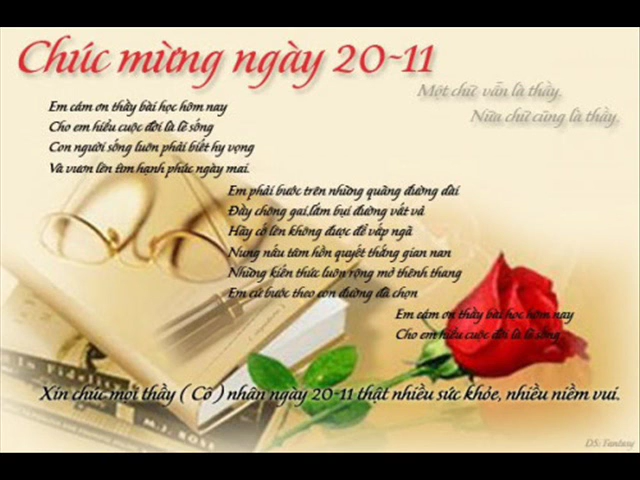 Chúc mừng ngày 20-11
Một chữ vẫn là thầy.
Nửa chữ cũng là thầy.
Em cám ơn thầy bài học hôm nay
Cho em hiểu cuộc đời là lẽ sống
Con người sống luôn phải biết hy vọng
Và vươn lên tìm hạnh phúc ngày mai.
Em phải bước trên những quãng đường dài
Đầy chông gai,lấm bụi đường vất vả
Hãy cố lên không được để vấp ngã
Nung nấu tâm hồn quyết thắng gian nan
Những kiến thức luôn rộng mở thênh thang
Em cứ bước theo con đường đã chọn
Em cám ơn thầy bài học hôm nay
Cho em hiểu cuộc đời là lẽ sống
Xin chúc mọi thầy ( Cô ) nhân ngày 20-11 thật nhiều sức khỏe, nhiều niềm vui.
M.J. ROSE
DS: Fantasy